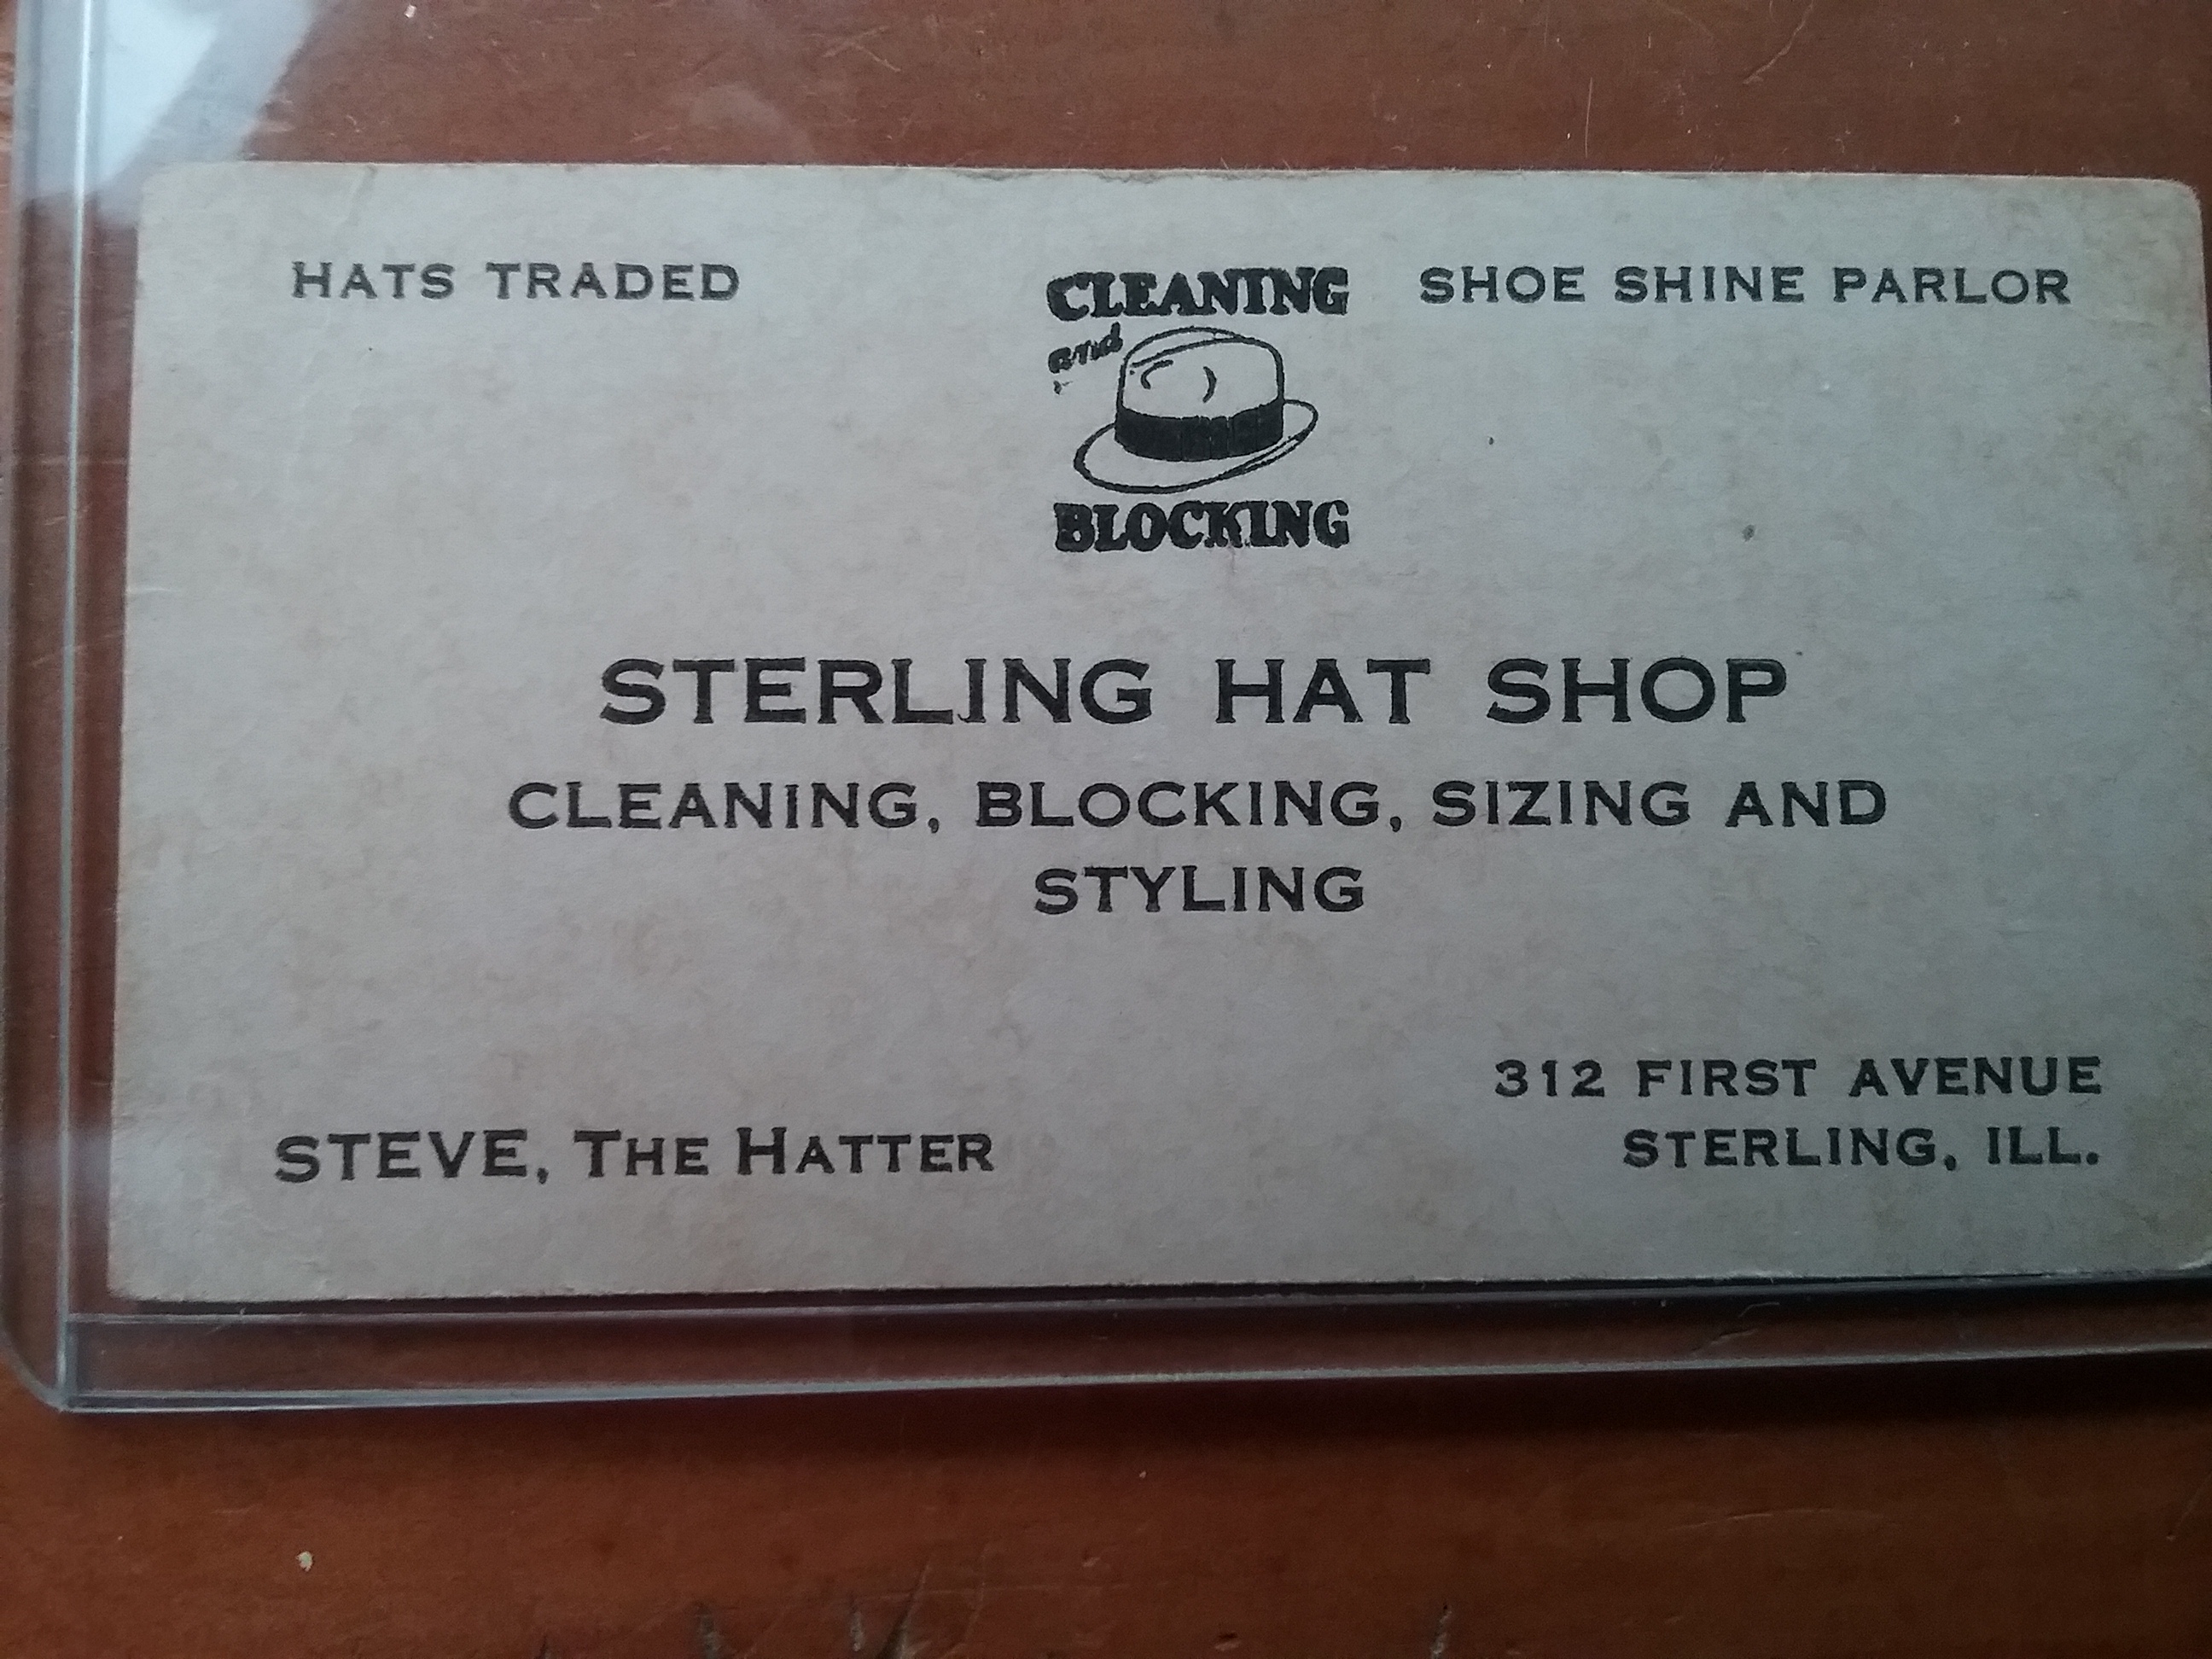 HATS TRADED
CLEANING
and
BLOCKING
SHOE SHINE PARLOR
STERLING HAT SHOP
CLEANING, BLOCKING, SIZING AND
STYLING
STEVE, THE HATTER
312 FIRST AVENUE
STERLING, ILL.